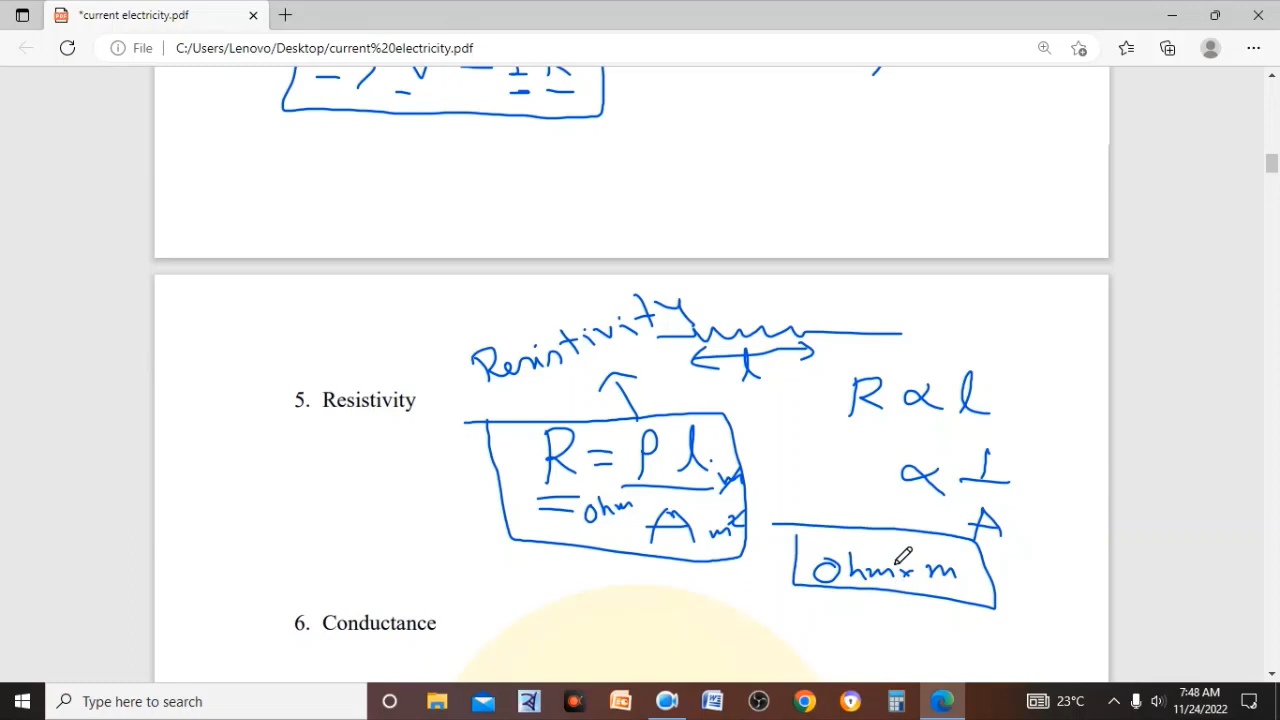 *current electricity.pdf
File C:/Users/Lenovo/Desktop/current%20electricity.pdf
Resistivity
l
5. Resistivity
R ∝ l
R = ρ l m
ohm A m²
∝ 1
A
ohm × m
6. Conductance
Type here to search
23°C
7:48 AM
11/24/2022